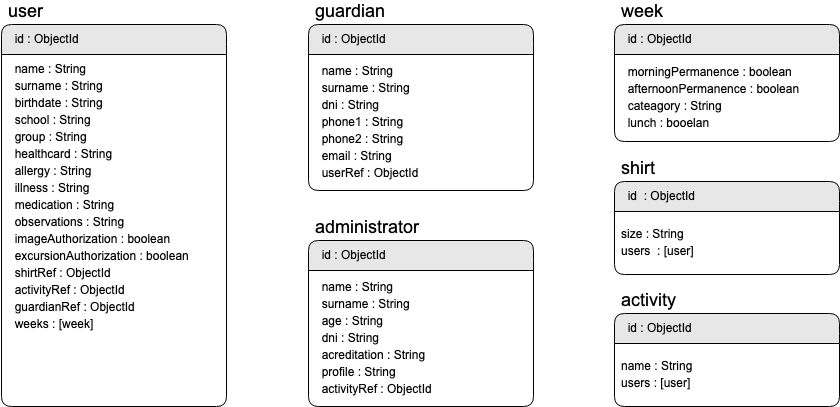 user
id : ObjectId
name : String
surname : String
birthdate : String
school : String
group : String
healthcard : String
allergy : String
illness : String
medication : String
observations : String
imageAuthorization : boolean
excursionAuthorization : boolean
shirtRef : ObjectId
activityRef : ObjectId
guardianRef : ObjectId
weeks : [week]
guardian
id : ObjectId
name : String
surname : String
dni : String
phone1 : String
phone2 : String
email : String
userRef : ObjectId
administrator
id : ObjectId
name : String
surname : String
age : String
dni : String
acreditation : String
profile : String
activityRef : ObjectId
week
id : ObjectId
morningPermanence : boolean
afternoonPermanence : boolean
cateagory : String
lunch : booelan
shirt
id : ObjectId
size : String
users : [user]
activity
id : ObjectId
name : String
users : [user]